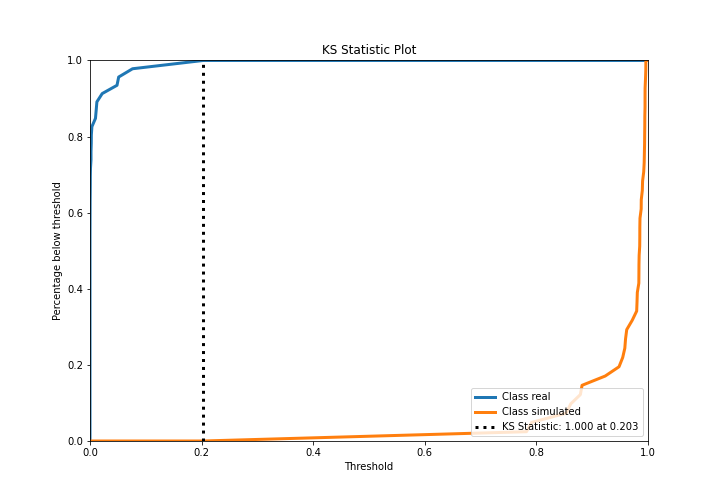 KS Statistic Plot
1.0
0.8
0.6
0.4
0.2
0.0
Percentage below threshold
Class real
Class simulated
KS Statistic: 1.000 at 0.203
0.0 0.2 0.4 0.6 0.8 1.0
Threshold